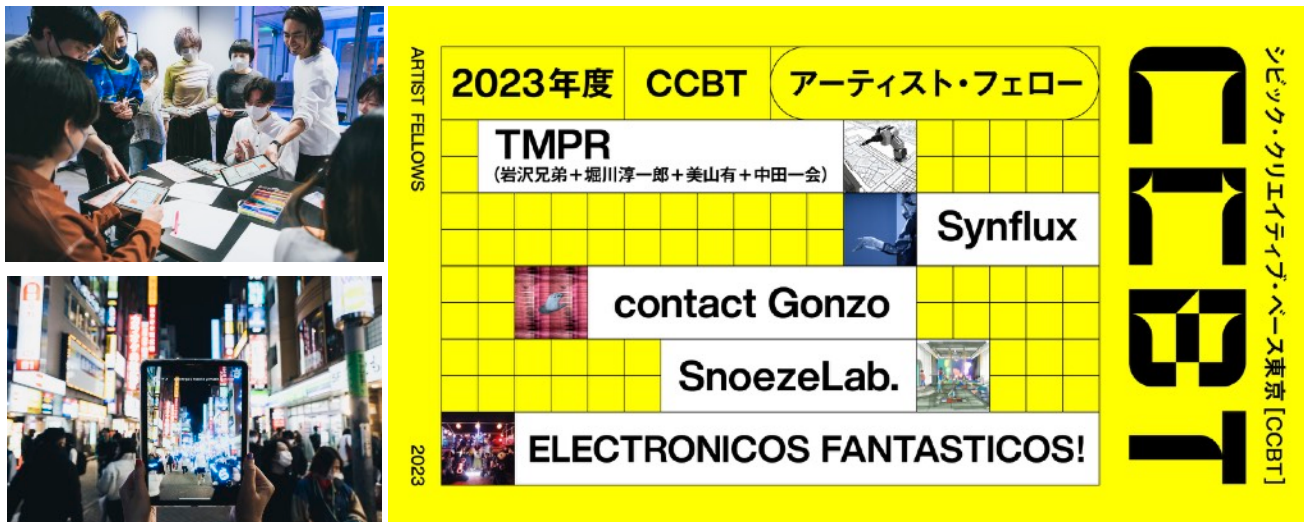 2023年度
CCBT
アーティスト・フェロー
ARTIST FELLOWS
TMPR
(岩沢兄弟+堀川淳一郎+美山有+中田一会)
Synflux
contact Gonzo
SnoezeLab.
ELECTRONICOS FANTASTICOS!
2023
CCBT
シビック・クリエイティブ・ベース東京 [CCBT]